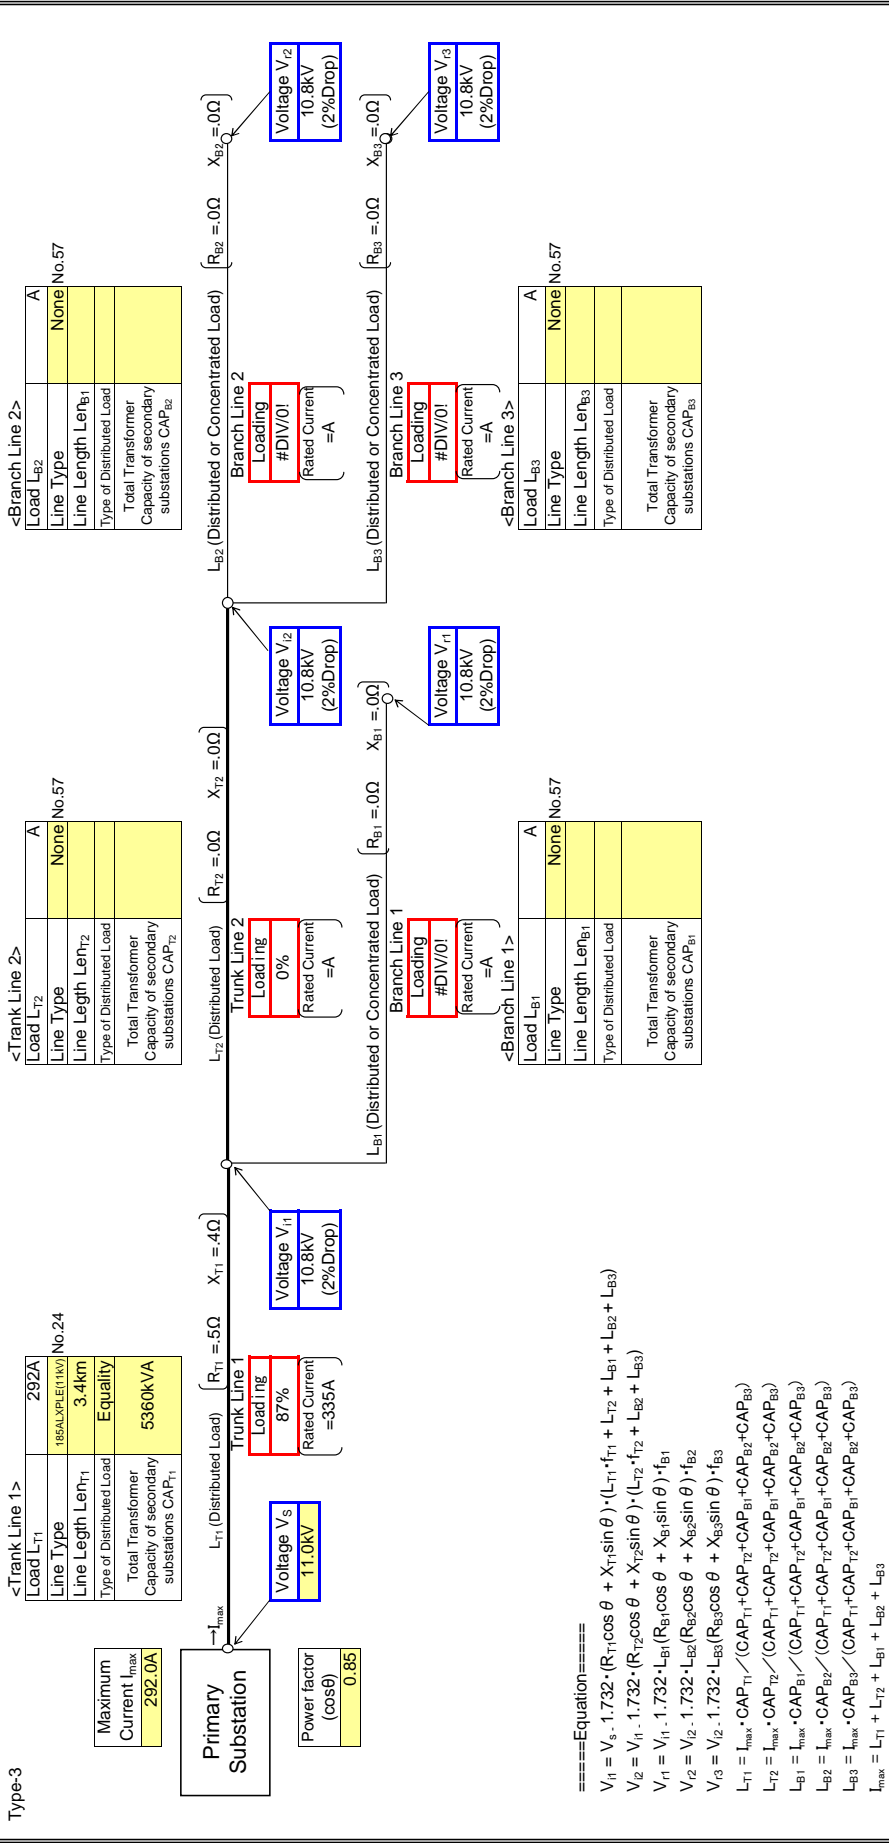 Type-3
Maximum
Current Imax
292.0A
Primary
Substation
Power factor
(cosθ)
0.85
→Imax
Voltage VS
11.0kV
<Trank Line 1>
Load LT1 292A
Line Type 185ALXPLE(11kV) No.24
Line Legth LenT1 3.4km
Type of Distributed Load Equality
Total Transformer
Capacity of secondary
substations CAPT1
5360kVA
LT1 (Distributed Load) RT1 =.5Ω XT1 =.4Ω
Trunk Line 1
Loading
87%
Rated Current
=335A
Voltage Vi1
10.8kV
(2%Drop)
<Trank Line 2>
Load LT2 A
Line Type None No.57
Line Legth LenT2
Type of Distributed Load
Total Transformer
Capacity of secondary
substations CAPT2
LT2 (Distributed Load) RT2 =.0Ω XT2 =.0Ω
Trunk Line 2
Loading
0%
Rated Current
=A
Voltage Vi2
10.8kV
(2%Drop)
LB1 (Distributed or Concentrated Load) RB1 =.0Ω XB1 =.0Ω
Branch Line 1
Loading
#DIV/0!
Rated Current
=A
Voltage Vr1
10.8kV
(2%Drop)
<Branch Line 1>
Load LB1 A
Line Type None No.57
Line Length LenB1
Type of Distributed Load
Total Transformer
Capacity of secondary
substations CAPB1
<Branch Line 2>
Load LB2 A
Line Type None No.57
Line Length LenB1
Type of Distributed Load
Total Transformer
Capacity of secondary
substations CAPB2
LB2 (Distributed or Concentrated Load) RB2 =.0Ω XB2 =.0Ω
Branch Line 2
Loading
#DIV/0!
Rated Current
=A
Voltage Vr2
10.8kV
(2%Drop)
LB3 (Distributed or Concentrated Load) RB3 =.0Ω XB3 =.0Ω
Branch Line 3
Loading
#DIV/0!
Rated Current
=A
Voltage Vr3
10.8kV
(2%Drop)
<Branch Line 3>
Load LB3 A
Line Type None No.57
Line Length LenB3
Type of Distributed Load
Total Transformer
Capacity of secondary
substations CAPB3
=====Equation=====
Vi1 = Vs - 1.732•(RT1cos θ + XT1sin θ)•(LT1•fT1 + LT2 + LB1 + LB2 + LB3)
Vi2 = Vi1 - 1.732•(RT2cos θ + XT2sin θ)•(LT2•fT2 + LB2 + LB3)
Vr1 = Vi1 - 1.732•LB1(RB1cos θ + XB1sin θ)•fB1
Vr2 = Vi2 - 1.732•LB2(RB2cos θ + XB2sin θ)•fB2
Vr3 = Vi2 - 1.732•LB3(RB3cos θ + XB3sin θ)•fB3
LT1 = Imax•CAPT1／(CAPT1+CAPT2+CAPB1+CAPB2+CAPB3)
LT2 = Imax•CAPT2／(CAPT1+CAPT2+CAPB1+CAPB2+CAPB3)
LB1 = Imax•CAPB1／(CAPT1+CAPT2+CAPB1+CAPB2+CAPB3)
LB2 = Imax•CAPB2／(CAPT1+CAPT2+CAPB1+CAPB2+CAPB3)
LB3 = Imax•CAPB3／(CAPT1+CAPT2+CAPB1+CAPB2+CAPB3)
Imax = LT1 + LT2 + LB1 + LB2 + LB3